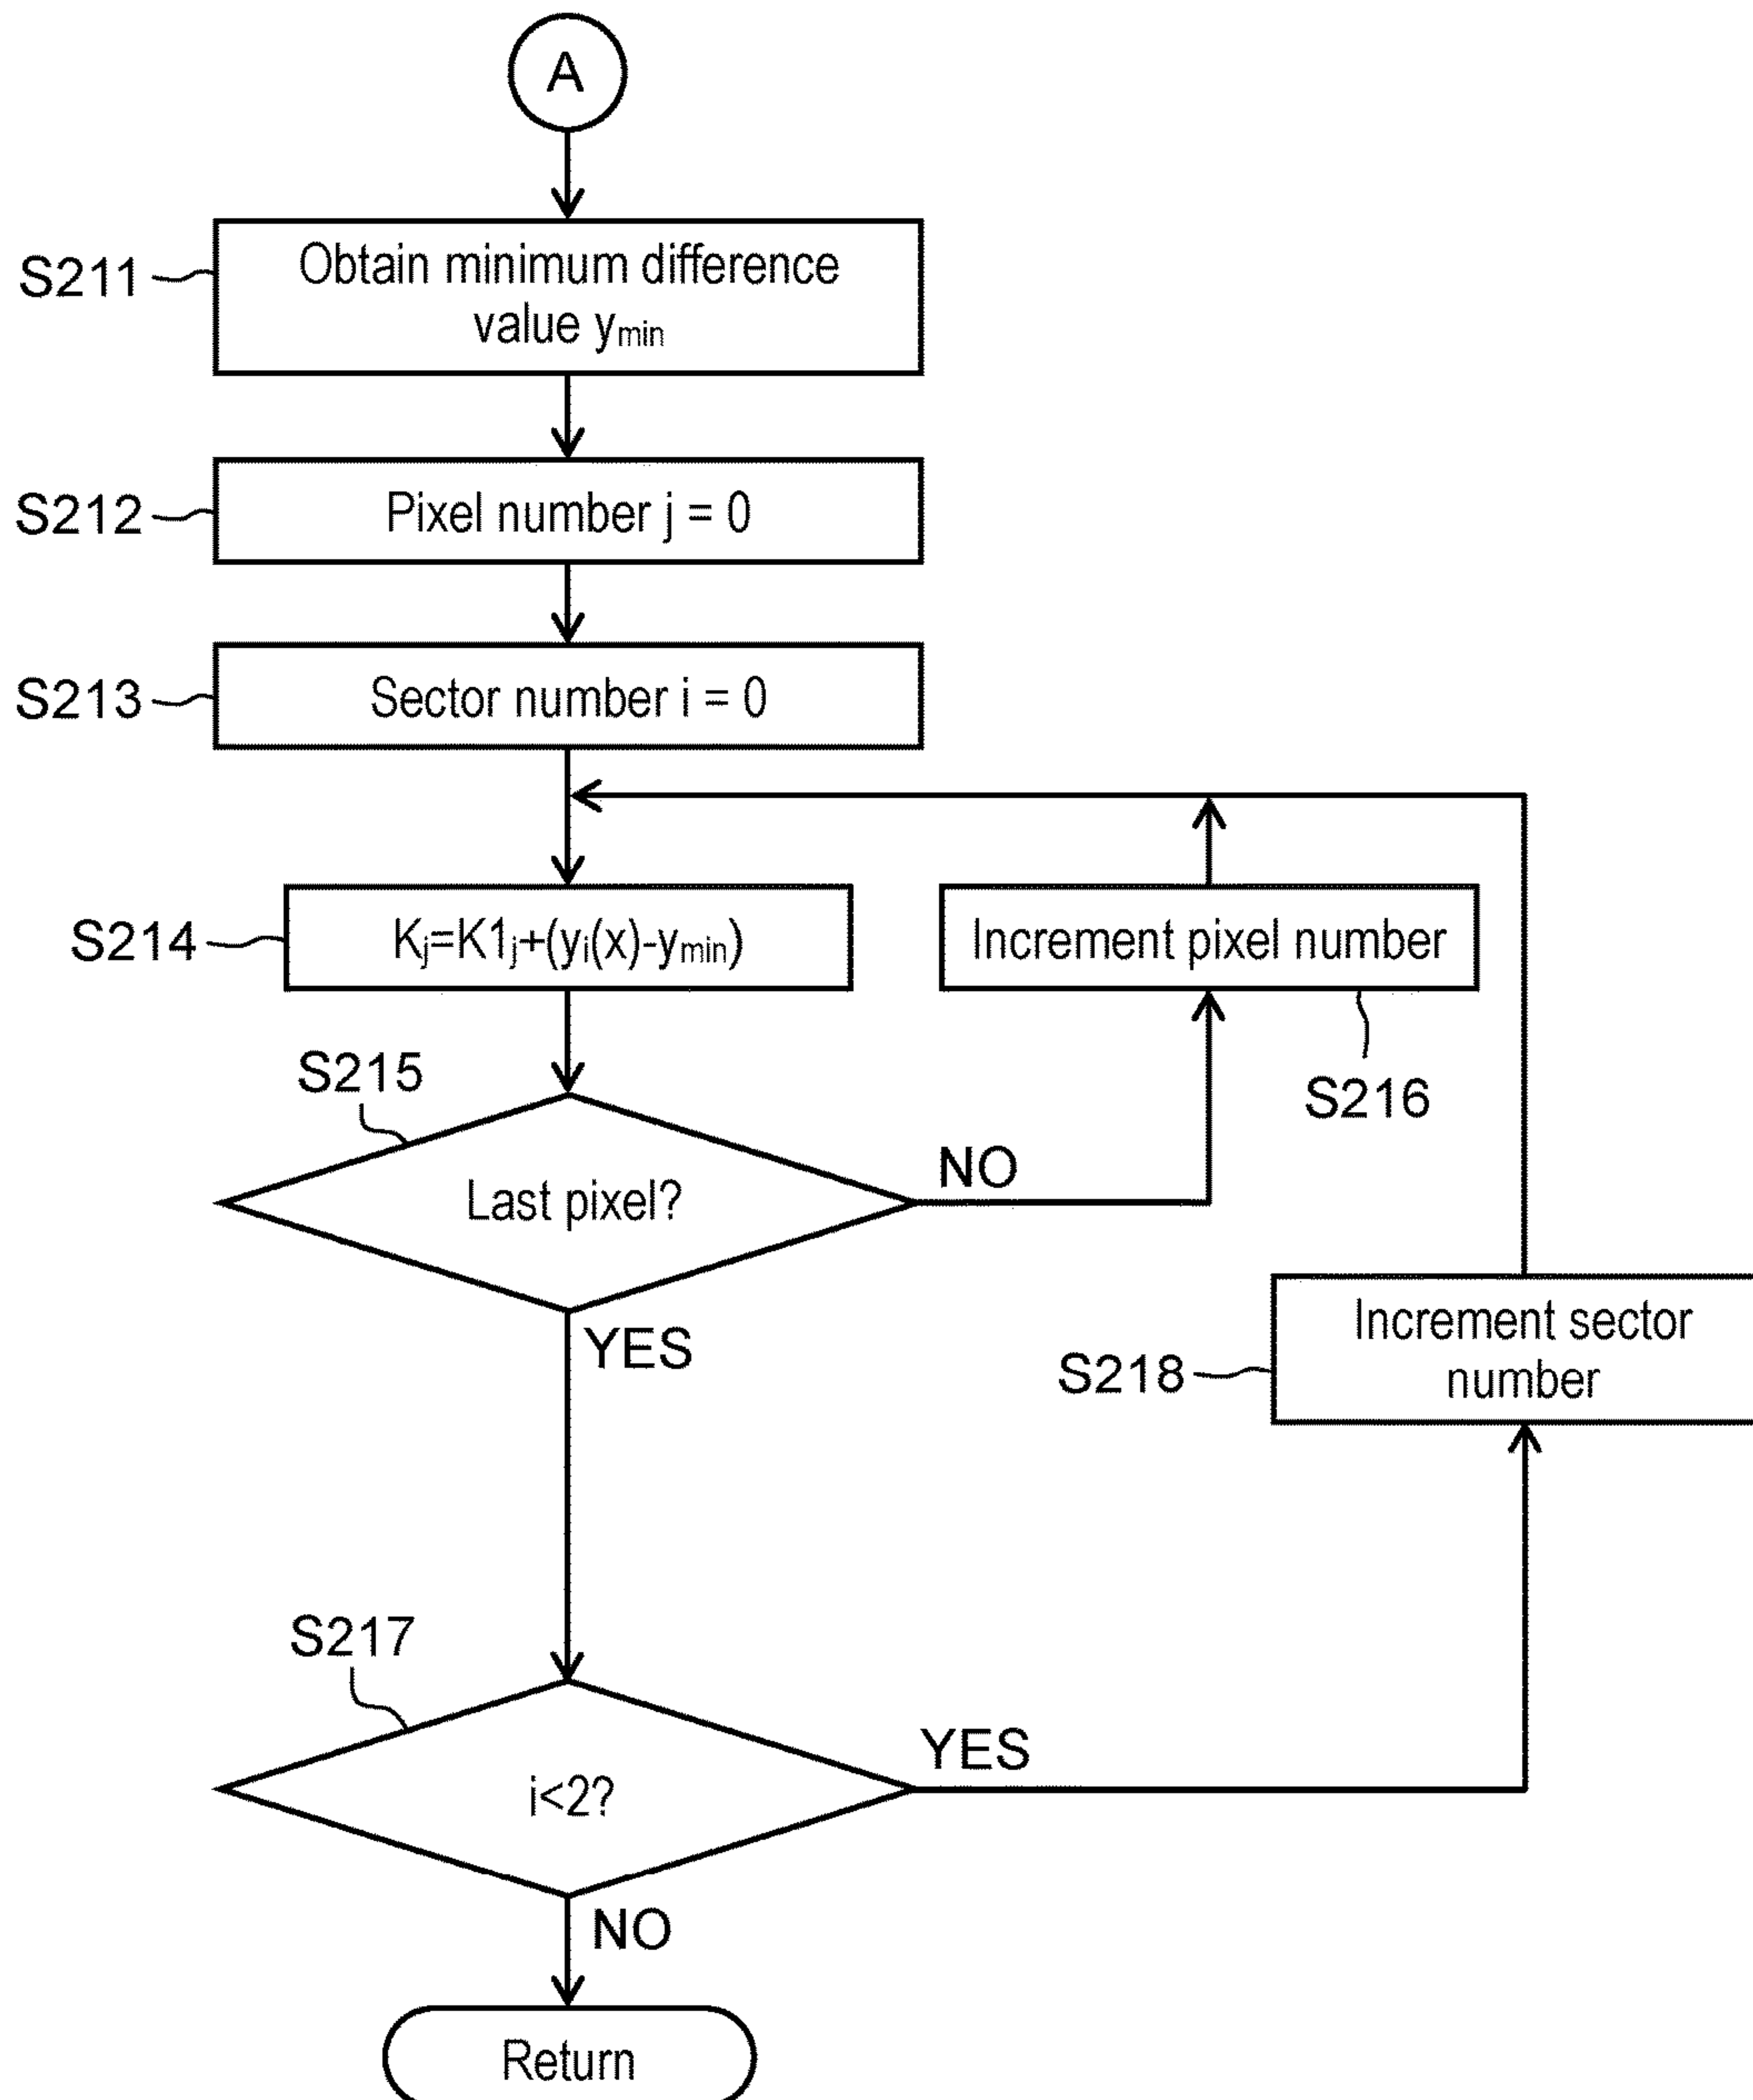 A
S211
Obtain minimum difference
value ymin
S212
Pixel number j = 0
S213
Sector number i = 0
S214
Kj=K1j+(yi(x)-ymin)
Increment pixel number
S215
S216
Last pixel?
NO
YES
Increment sector
number
S218
S217
i<2?
YES
NO
Return